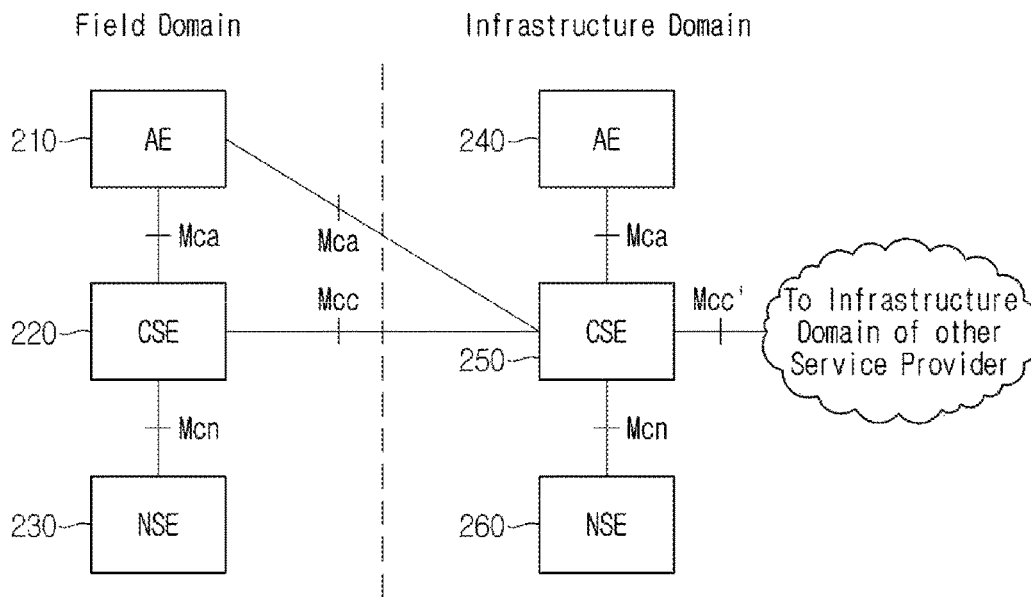 Field Domain
Infrastructure Domain
210
AE
240
AE
Mca
Mca
Mca
Mcc
Mcc'
220
CSE
250
CSE
To Infrastructure
Domain of other
Service Provider
Mcn
Mcn
230
NSE
260
NSE